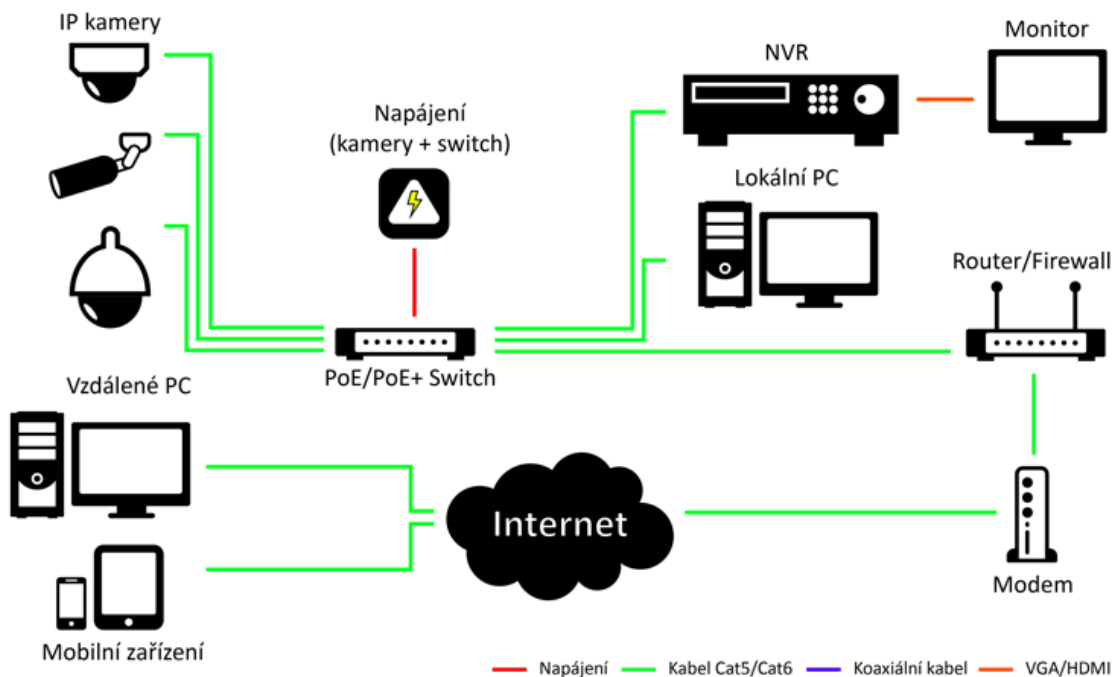 IP kamery
NVR
Monitor
Napájení
(kamery + switch)
Lokální PC
Router/Firewall
PoE/PoE+ Switch
Vzdálené PC
Internet
Modem
Mobilní zařízení
Napájení
Kabel Cat5/Cat6
Koaxiální kabel
VGA/HDMI